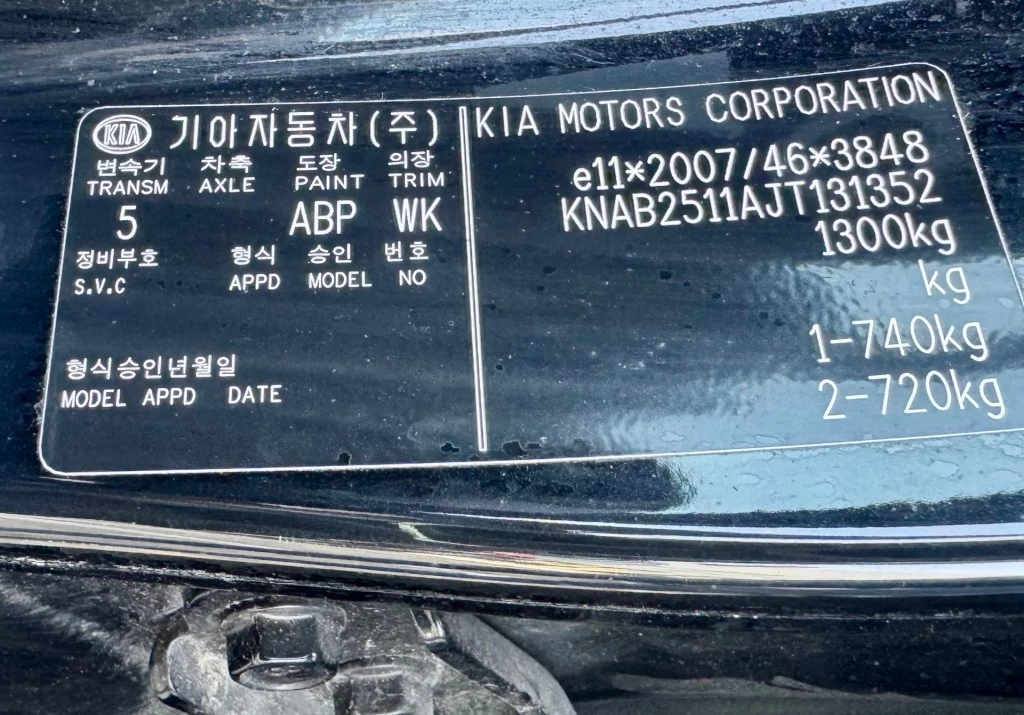 KIA 기아자동차(주)
변속기 차축 도장 의장
TRANSM AXLE PAINT TRIM
5 ABP WK
정비부호 형식 승인 번호
S.V.C APPD MODEL NO
형식승인년월일
MODEL APPD DATE
KIA MOTORS CORPORATION
e11*2007/46*3848
KNAB2511AJT131352
1300kg
kg
1-740kg
2-720kg